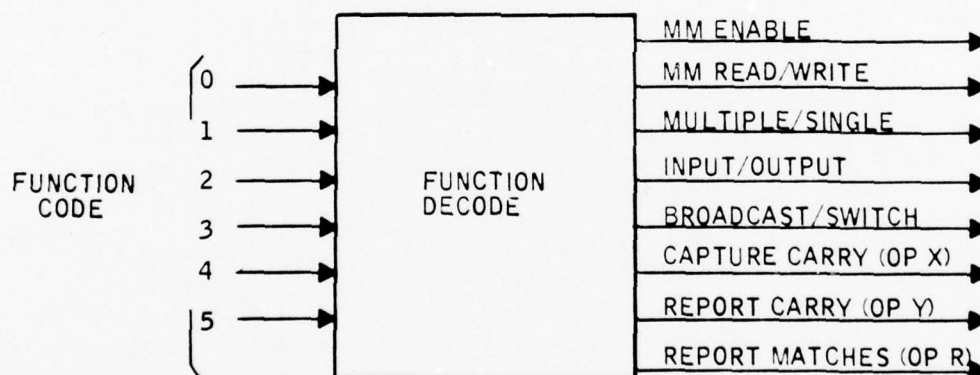 MM ENABLE
0
MM READ/WRITE
1
MULTIPLE/SINGLE
FUNCTION
CODE
2
FUNCTION
DECODE
INPUT/OUTPUT
3
BROADCAST/SWITCH
4
CAPTURE CARRY (OP X)
5
REPORT CARRY (OP Y)
REPORT MATCHES (OP R)